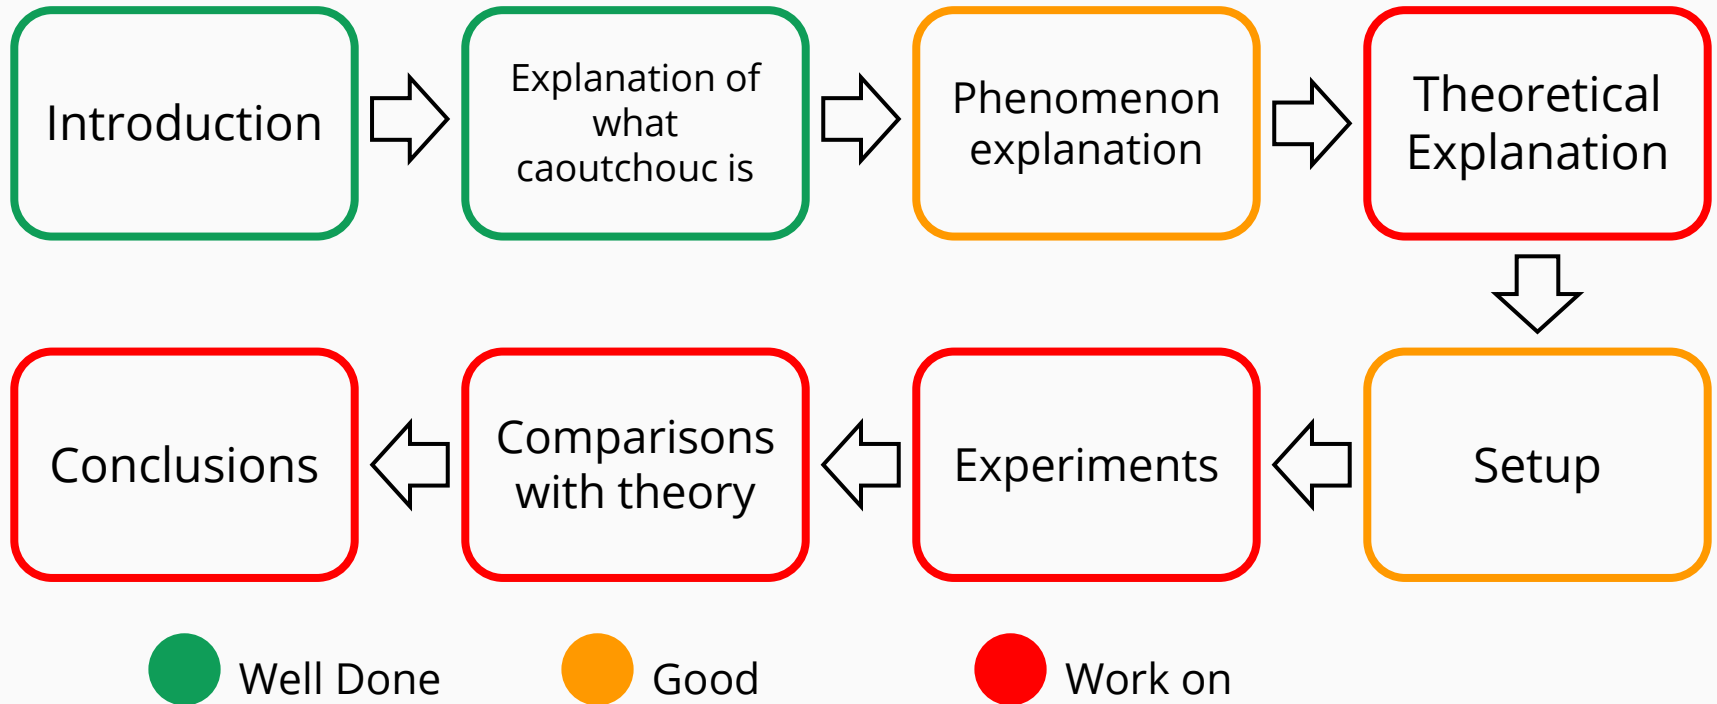 Introduction
Explanation of
what
caoutchouc is
Phenomenon
explanation
Theoretical
Explanation
Setup
Experiments
Comparisons
with theory
Conclusions
Well Done
Good
Work on